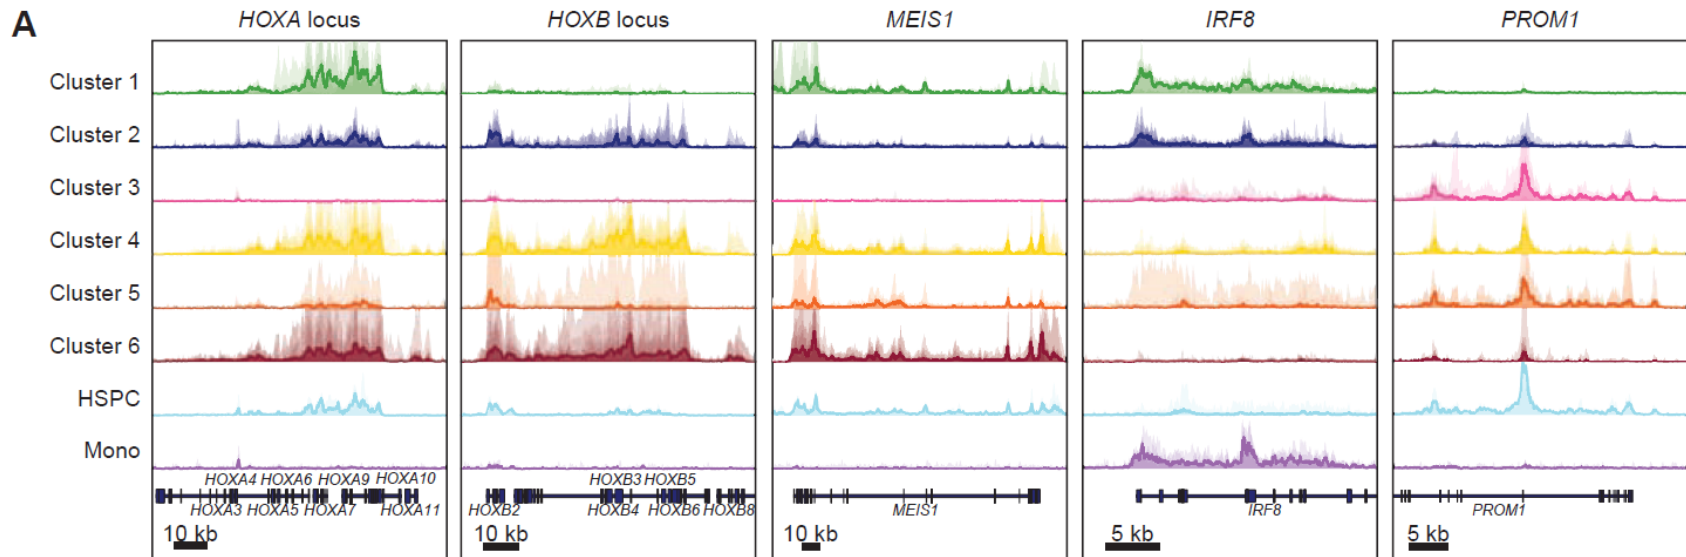 A
HOXA locus HOXB locus MEIS1 IRF8 PROM1
Cluster 1
Cluster 2
Cluster 3
Cluster 4
Cluster 5
Cluster 6
HSPC
Mono
HOXA4 HOXA6 HOXA9 HOXA10 HOXB3 HOXB5
HOXA3 HOXA5 HOXA7 HOXA11 HOXB2 HOXB4 HOXB6 HOXB8 MEIS1 IRF8 PROM1
10 kb 10 kb 10 kb 5 kb 5 kb